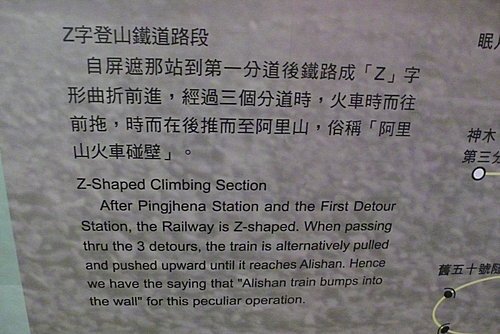 Z字登山鐵道路段
自屏遮那站到第一分道後鐵路成「Z」字
形曲折前進，經過三個分道時，火車時而往
前拖，時而在後推而至阿里山，俗稱「阿里
山火車碰壁」。
Z-Shaped Climbing Section
After Pingjhena Station and the First Detour
Station, the Railway is Z-shaped. When passing
thru the 3 detours, the train is alternatively pulled
and pushed upward until it reaches Alishan. Hence
we have the saying that "Alishan train bumps into
the wall" for this peculiar operation.
眠
神木
第三分
舊五十號